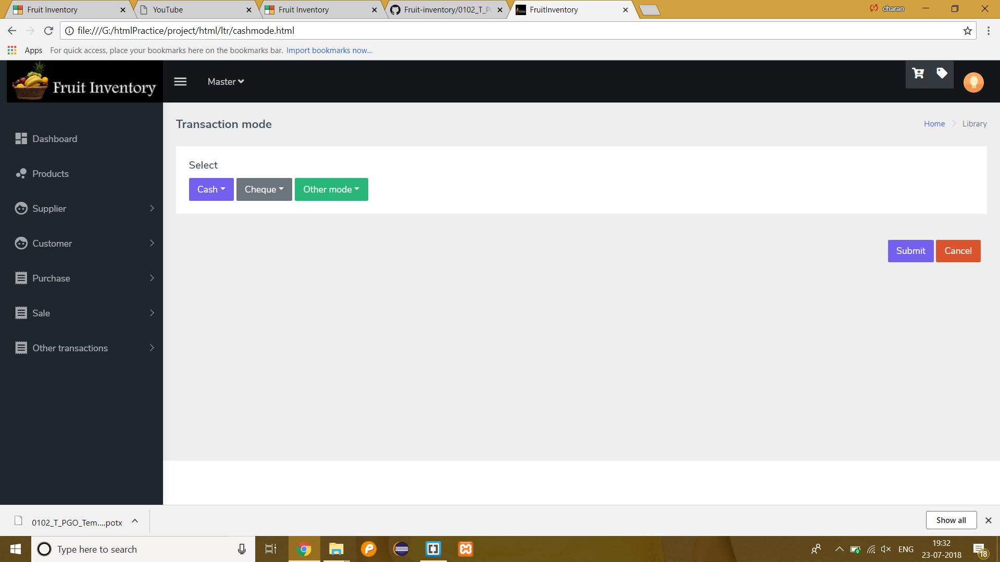 Fruit Inventory
YouTube
Fruit Inventory
Fruit-inventory/0102_T_P
FruitInventory
charan
file:///G:/htmlPractice/project/html/ltr/cashmode.html
Apps For quick access, place your bookmarks here on the bookmarks bar. Import bookmarks now...
Fruit Inventory
Master
Transaction mode
Home
Library
Dashboard
Products
Supplier
Customer
Purchase
Sale
Other transactions
Select
Cash
Cheque
Other mode
Submit
Cancel
0102_T_PGO_Tem....potx
Show all
Type here to search
ENG
19:32
23-07-2018
18